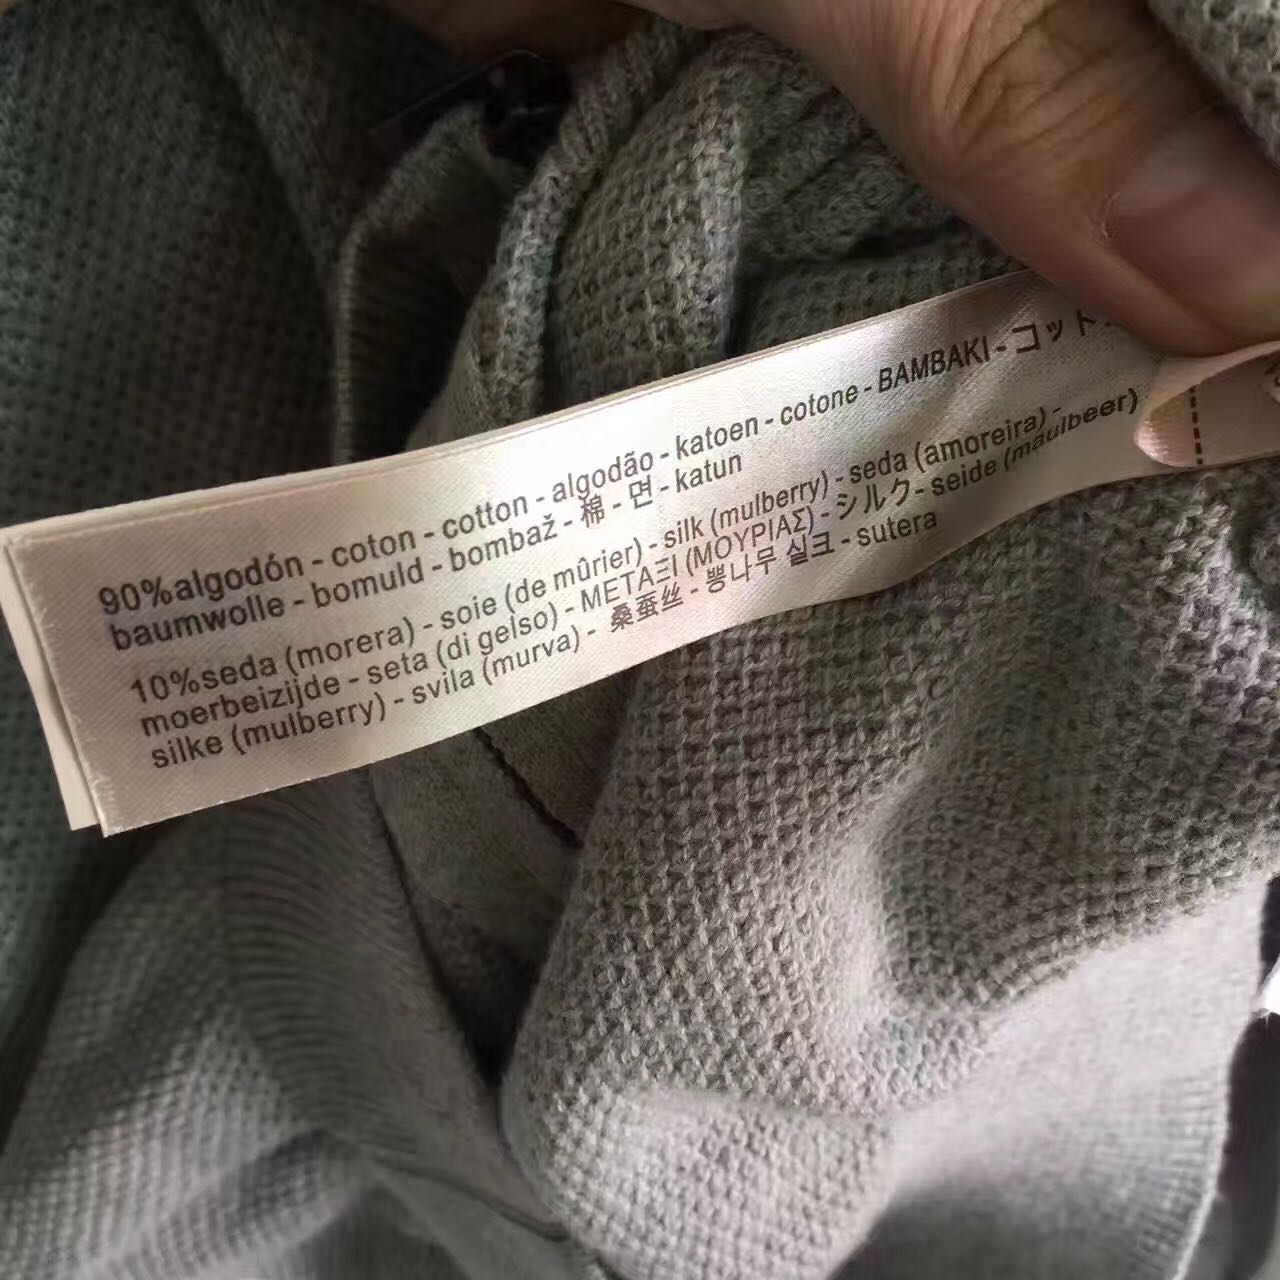 90%algodón - coton - cotton - algodão - katoen - cotone - BAMBAKI - コット
baumwolle - bomuld - bombaž - 棉 - 면 - katun
10%seda (morera) - soie (de mûrier) - silk (mulberry) - seda (amoreira) -
moerbeizijde - seta (di gelso) - ΜΕΤΑΞΙ (ΜΟΥΡΙΑΣ) - シルク- seide (maulbeer)
silke (mulberry) - svila (murva) - 桑蚕丝 - 뽕나무 실크 - sutera